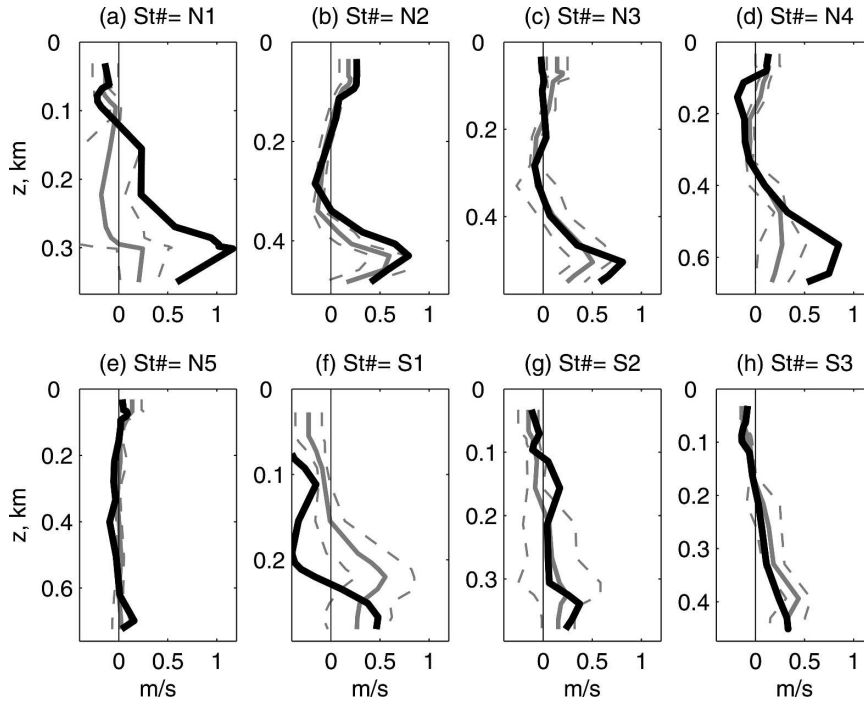 (a) St#= N1 (b) St#= N2 (c) St#= N3 (d) St#= N4
0 0 0 0
0.1 0.2 0.2 0.2
0.2 0.4 0.4 0.4
0.3 0.6
z, km
0 0.5 1 0 0.5 1 0 0.5 1 0 0.5 1
(e) St#= N5 (f) St#= S1 (g) St#= S2 (h) St#= S3
0 0 0 0
0.2 0.1 0.1 0.1
0.4 0.2 0.2 0.2
0.6 0.3 0.3
0.4
z, km
0 0.5 1 0 0.5 1 0 0.5 1 0 0.5 1
m/s m/s m/s m/s